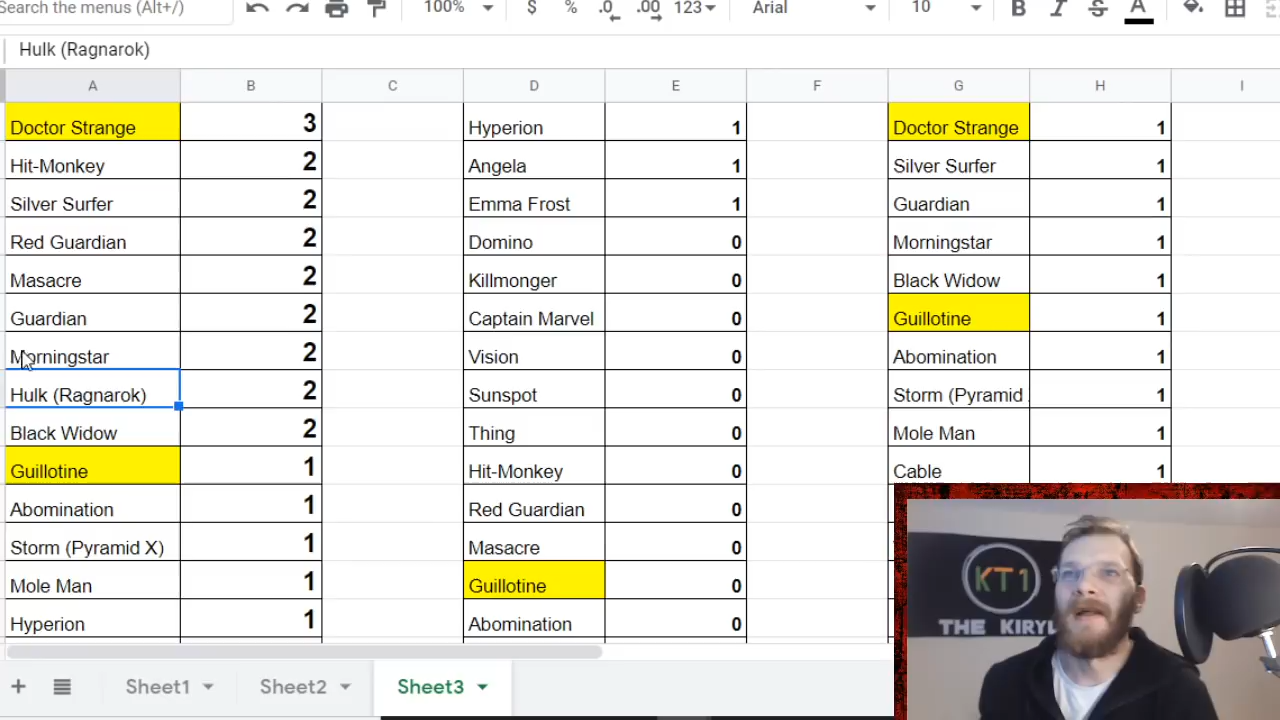 Search the menus (Alt+/) 100% $ % .0 .00 123 Arial 10 B I S A
Hulk (Ragnarok)
A B C D E F G H I
Doctor Strange 3 Hyperion 1 Doctor Strange 1
Hit-Monkey 2 Angela 1 Silver Surfer 1
Silver Surfer 2 Emma Frost 1 Guardian 1
Red Guardian 2 Domino 0 Morningstar 1
Masacre 2 Killmonger 0 Black Widow 1
Guardian 2 Captain Marvel 0 Guillotine 1
Morningstar 2 Vision 0 Abomination 1
Hulk (Ragnarok) 2 Sunspot 0 Storm (Pyramid 1
Black Widow 2 Thing 0 Mole Man 1
Guillotine 1 Hit-Monkey 0 Cable 1
Abomination 1 Red Guardian 0
Storm (Pyramid X) 1 Masacre 0
Mole Man 1 Guillotine 0
Hyperion 1 Abomination 0
KT1
THE KIRYL
+ Sheet1 Sheet2 Sheet3